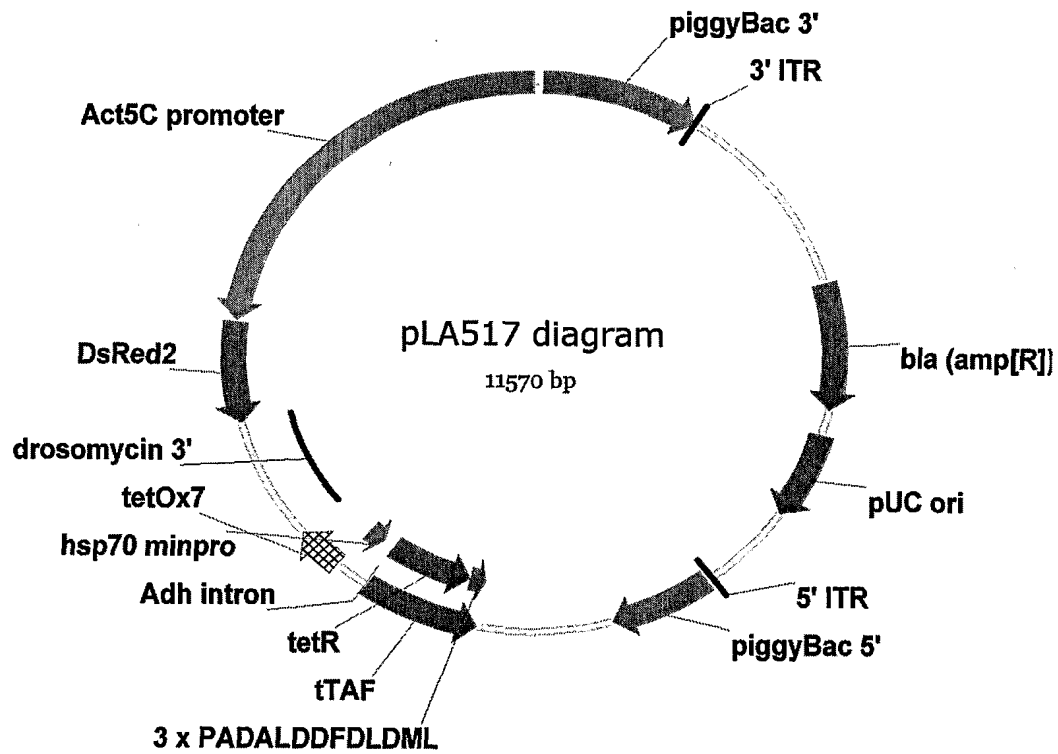 piggyBac 3'
3' ITR
Act5C promoter
pLA517 diagram
11570 bp
DsRed2
bla (amp[R])
drosomycin 3'
tetOx7
pUC ori
hsp70 minpro
Adh intron
5' ITR
tetR
piggyBac 5'
tTAF
3 x PADALDDFDLDML